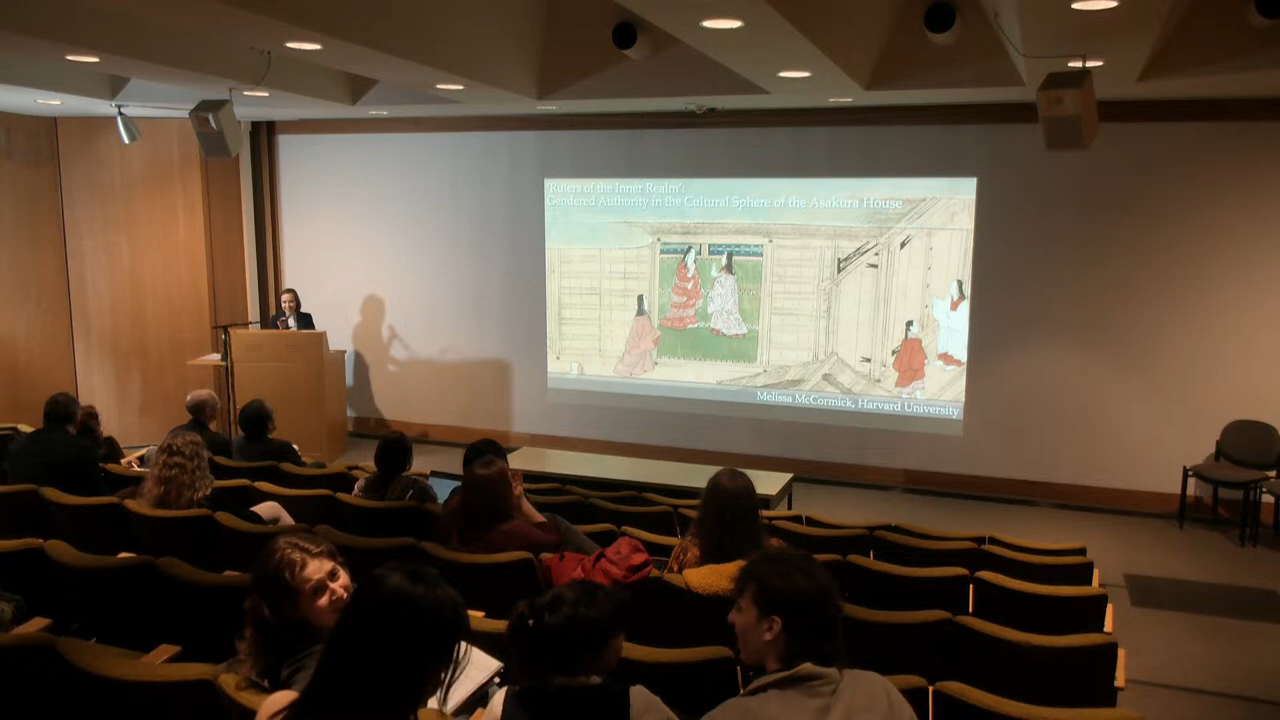 'Rulers of the Inner Realm':
Gendered Authority in the Cultural Sphere of the Asakura House
Melissa McCormick, Harvard University